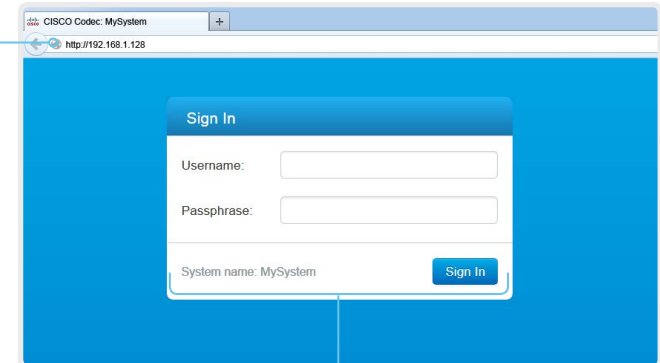 CISCO Codec: MySystem
+
http://192.168.1.128
Sign In
Username:
Passphrase:
System name: MySystem
Sign In